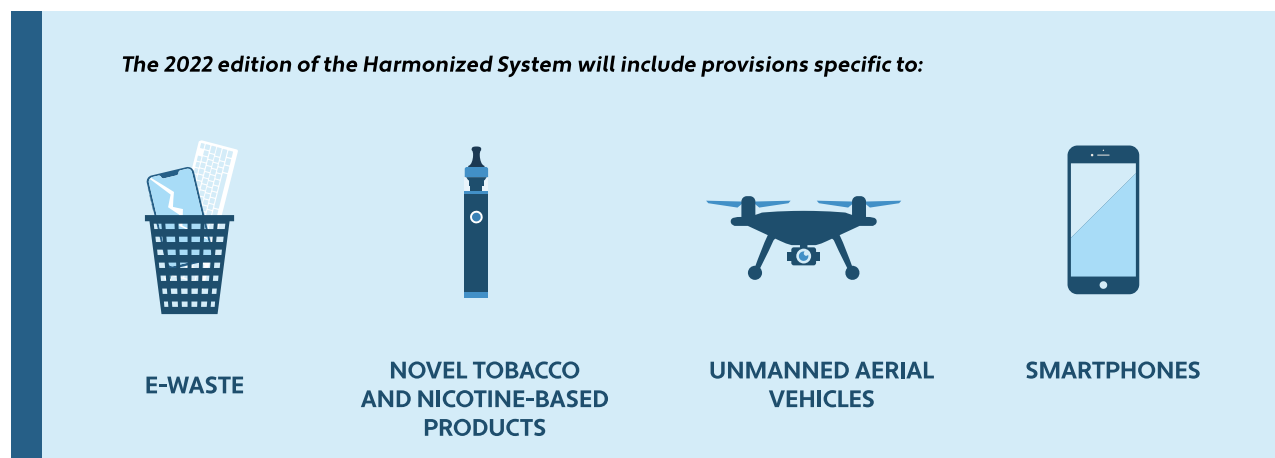 The 2022 edition of the Harmonized System will include provisions specific to:
E-WASTE
NOVEL TOBACCO
AND NICOTINE-BASED
PRODUCTS
UNMANNED AERIAL
VEHICLES
SMARTPHONES